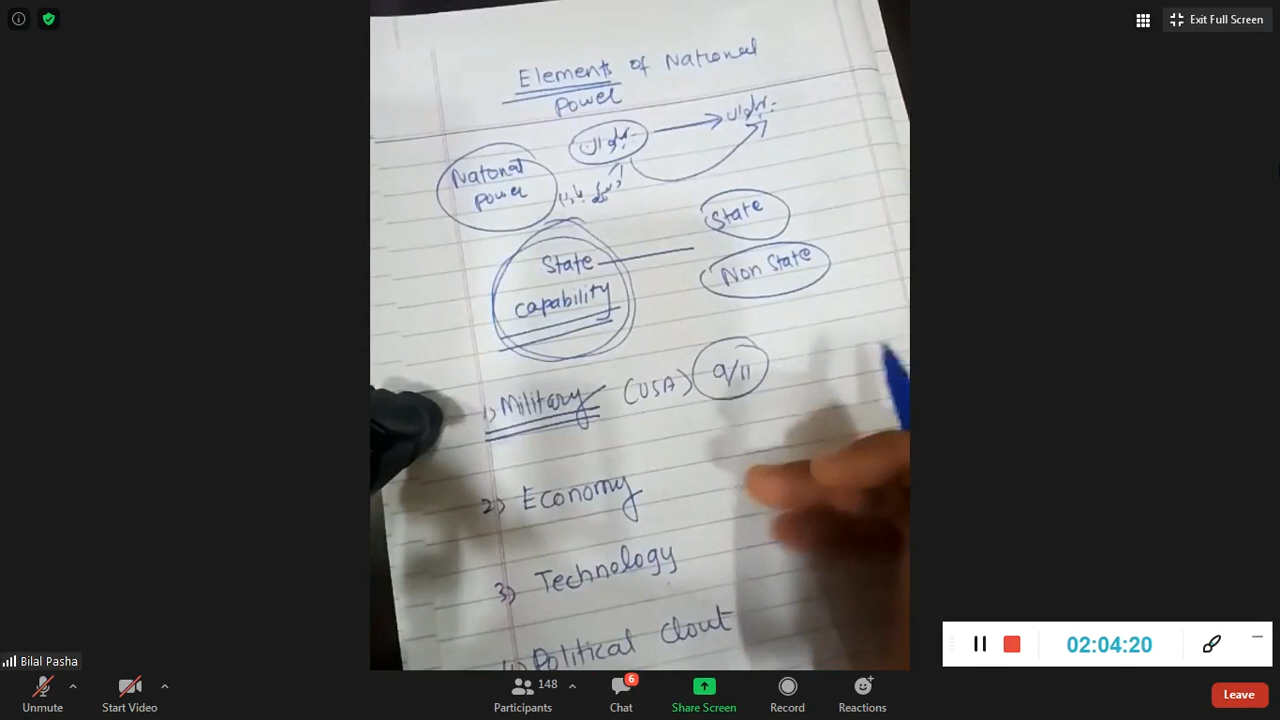 Exit Full Screen
Elements of National
Power
National
power
State
Non State
State
capability
1) Military (USA) 9/11
2) Economy
3) Technology
4) Political Clout
02:04:20
Bilal Pasha
Unmute
Start Video
148
Participants
6
Chat
Share Screen
Record
Reactions
Leave